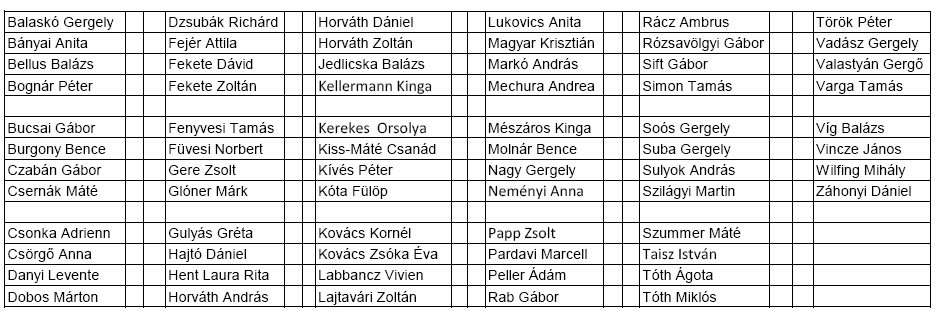 Balaskó Gergely Dzsubák Richárd Horváth Dániel Lukovics Anita Rácz Ambrus Török Péter
Bányai Anita Fejér Attila Horváth Zoltán Magyar Krisztián Rózsavölgyi Gábor Vadász Gergely
Bellus Balázs Fekete Dávid Jedlicska Balázs Markó András Sift Gábor Valastyán Gergő
Bognár Péter Fekete Zoltán Kellermann Kinga Mechura Andrea Simon Tamás Varga Tamás
Bucsai Gábor Fenyvesi Tamás Kerekes Orsolya Mészáros Kinga Soós Gergely Víg Balázs
Burgony Bence Füvesi Norbert Kiss-Máté Csanád Molnár Bence Suba Gergely Vincze János
Czabán Gábor Gere Zsolt Kívés Péter Nagy Gergely Sulyok András Wilfing Mihály
Csernák Máté Glóner Márk Kóta Fülöp Neményi Anna Szilágyi Martin Záhonyi Dániel
Csonka Adrienn Gulyás Gréta Kovács Kornél Papp Zsolt Szummer Máté
Csörgő Anna Hajtó Dániel Kovács Zsóka Éva Pardavi Marcell Taisz István
Danyi Levente Hent Laura Rita Labbancz Vivien Peller Ádám Tóth Ágota
Dobos Márton Horváth András Lajtavári Zoltán Rab Gábor Tóth Miklós